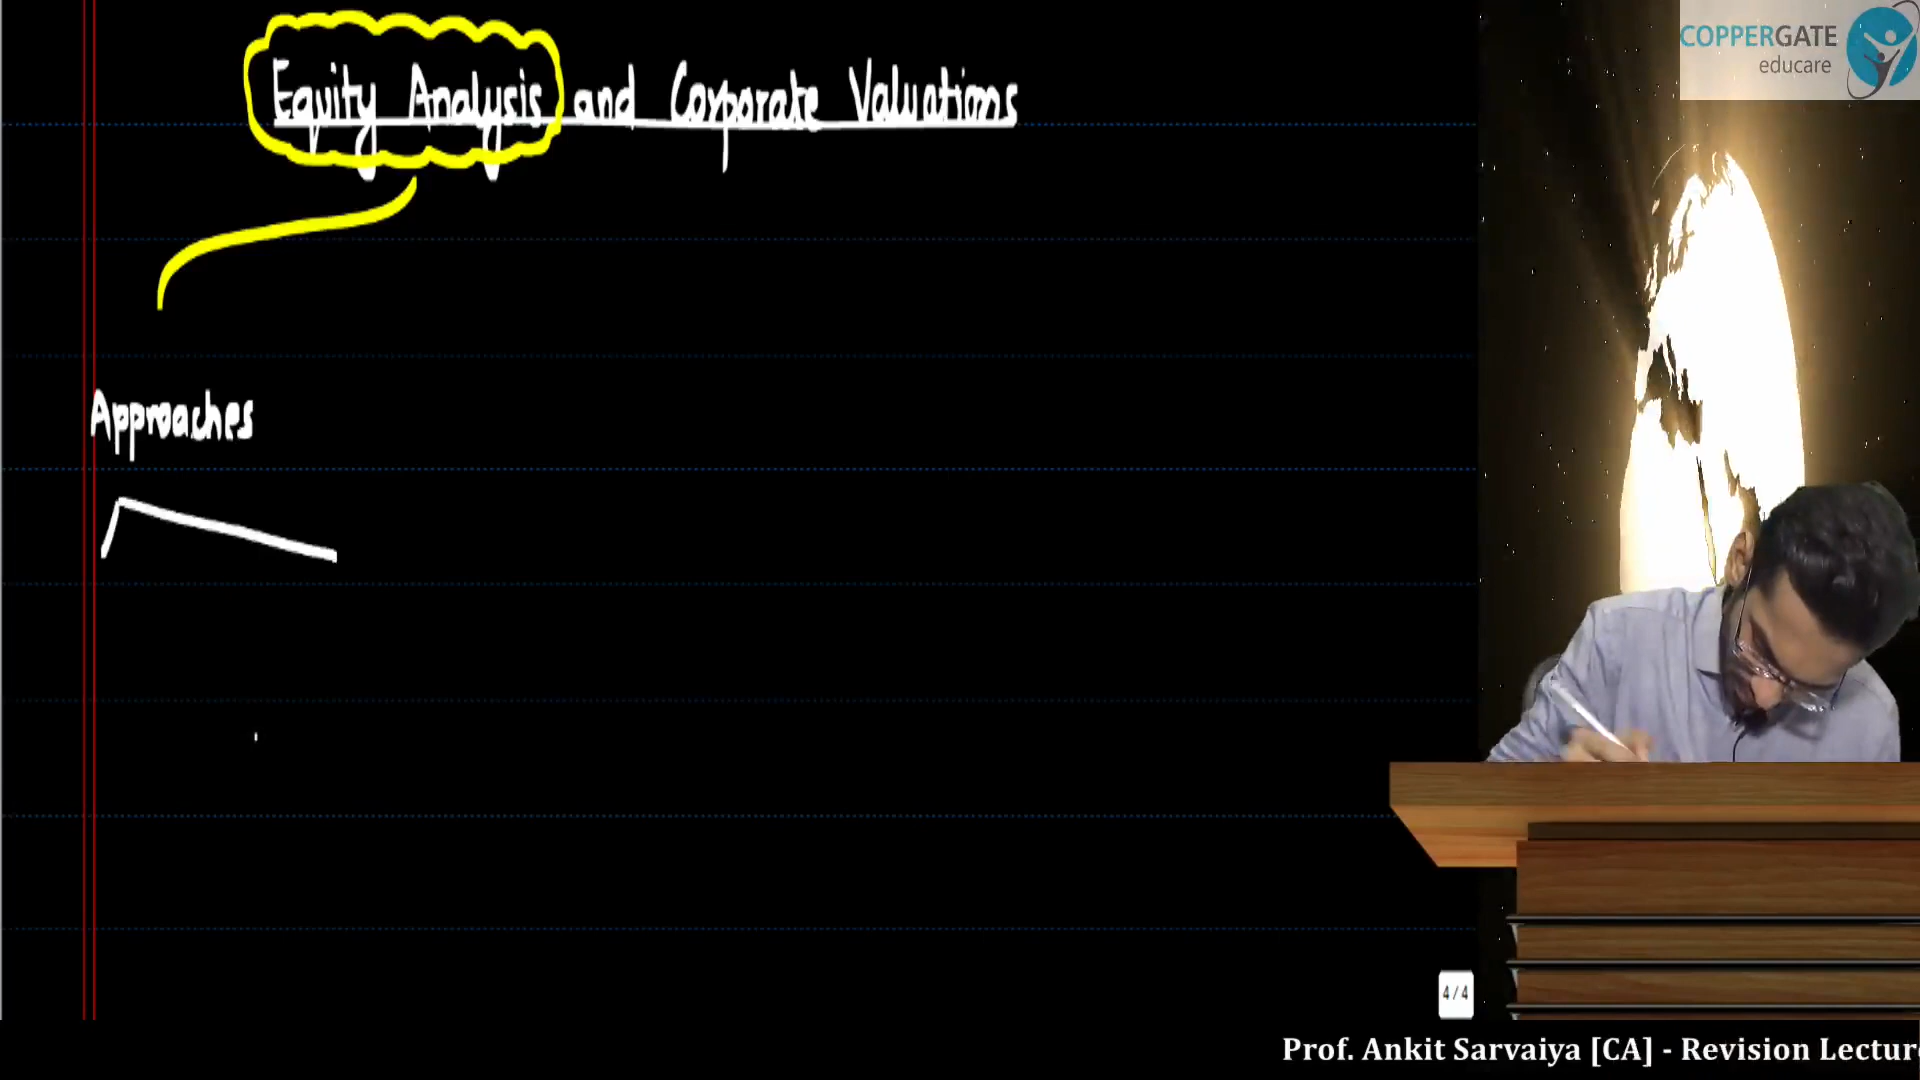 COPPERGATE
educare
Equity Analysis and Corporate Valuations
Approaches
4/4
Prof. Ankit Sarvaiya [CA] - Revision Lectur